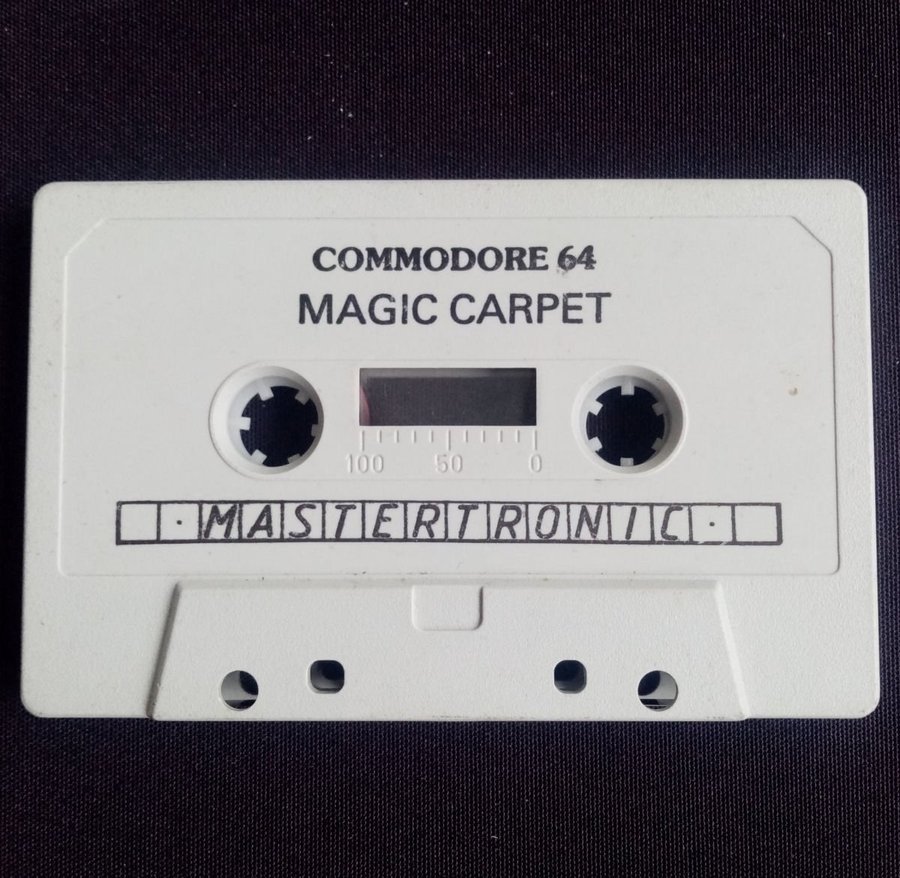 COMMODORE 64
MAGIC CARPET
100 50 0
·MASTERTRONIC·